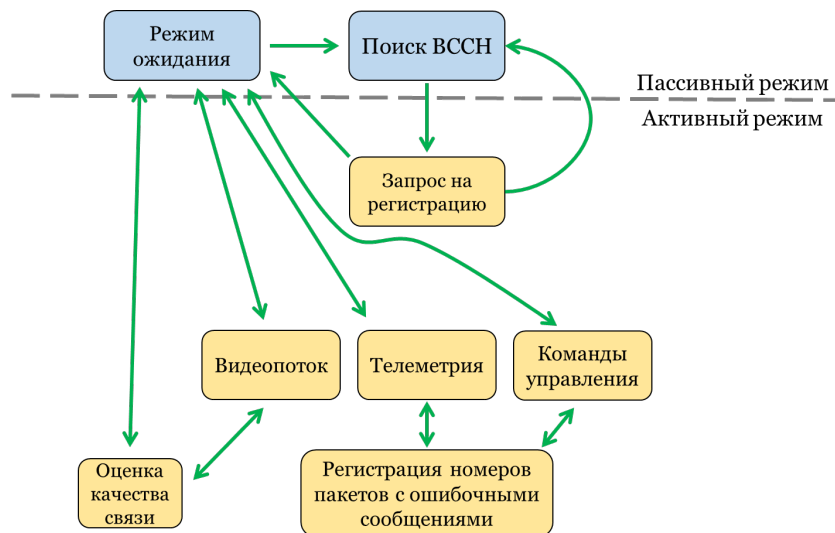 Режим
ожидания
Поиск ВССН
Пассивный режим
Активный режим
Запрос на
регистрацию
Видеопоток
Телеметрия
Команды
управления
Оценка
качества
связи
Регистрация номеров
пакетов с ошибочными
сообщениями